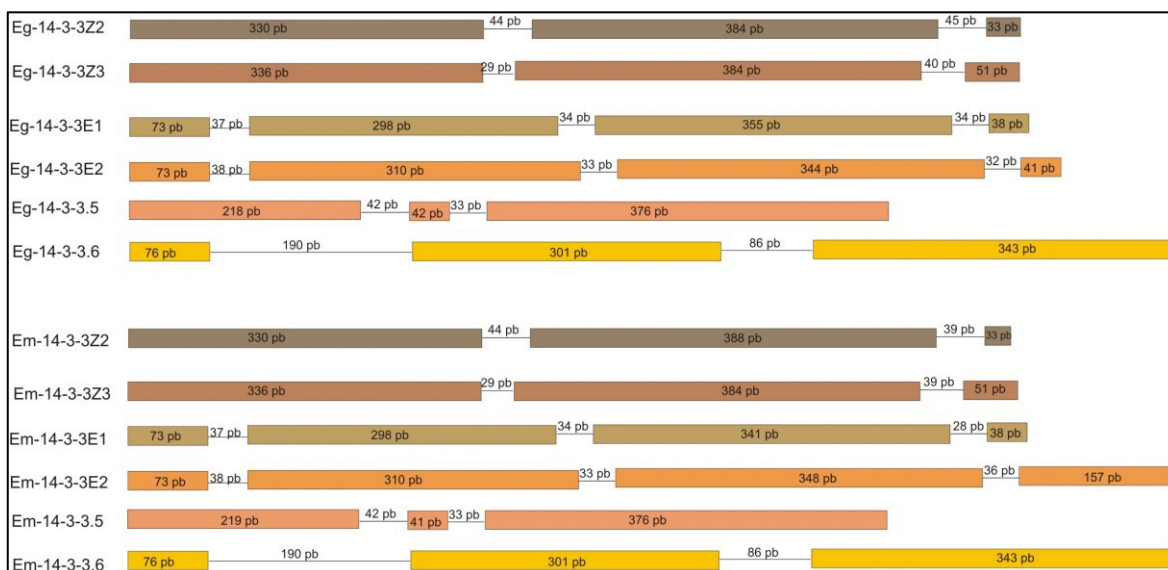 Eg-14-3-3Z2 330 pb 44 pb 384 pb 45 pb 33 pb
Eg-14-3-3Z3 336 pb 29 pb 384 pb 40 pb 51 pb
Eg-14-3-3E1 73 pb 37 pb 298 pb 34 pb 355 pb 34 pb 38 pb
Eg-14-3-3E2 73 pb 38 pb 310 pb 33 pb 344 pb 32 pb 41 pb
Eg-14-3-3.5 218 pb 42 pb 42 pb 33 pb 376 pb
Eg-14-3-3.6 76 pb 190 pb 301 pb 86 pb 343 pb
Em-14-3-3Z2 330 pb 44 pb 388 pb 39 pb 33 pb
Em-14-3-3Z3 336 pb 29 pb 384 pb 39 pb 51 pb
Em-14-3-3E1 73 pb 37 pb 298 pb 34 pb 341 pb 28 pb 38 pb
Em-14-3-3E2 73 pb 38 pb 310 pb 33 pb 348 pb 36 pb 157 pb
Em-14-3-3.5 219 pb 42 pb 41 pb 33 pb 376 pb
Em-14-3-3.6 76 pb 190 pb 301 pb 86 pb 343 pb